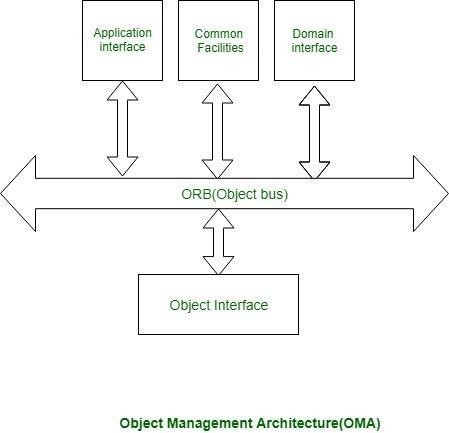 Application
interface
Common
Facilities
Domain
interface
ORB(Object bus)
Object Interface
Object Management Architecture(OMA)